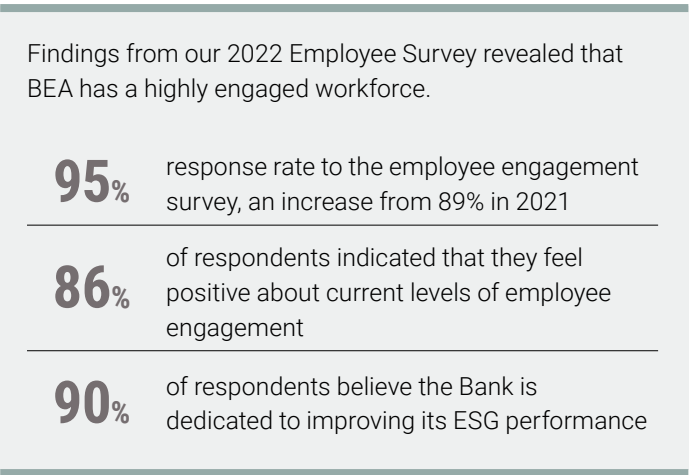 Findings from our 2022 Employee Survey revealed that
BEA has a highly engaged workforce.
95%
response rate to the employee engagement
survey, an increase from 89% in 2021
86%
of respondents indicated that they feel
positive about current levels of employee
engagement
90%
of respondents believe the Bank is
dedicated to improving its ESG performance